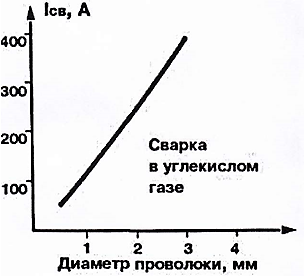 Iсв, А
400
300
200
100
Сварка
в углекислом
газе
1 2 3 4
Диаметр проволоки, мм